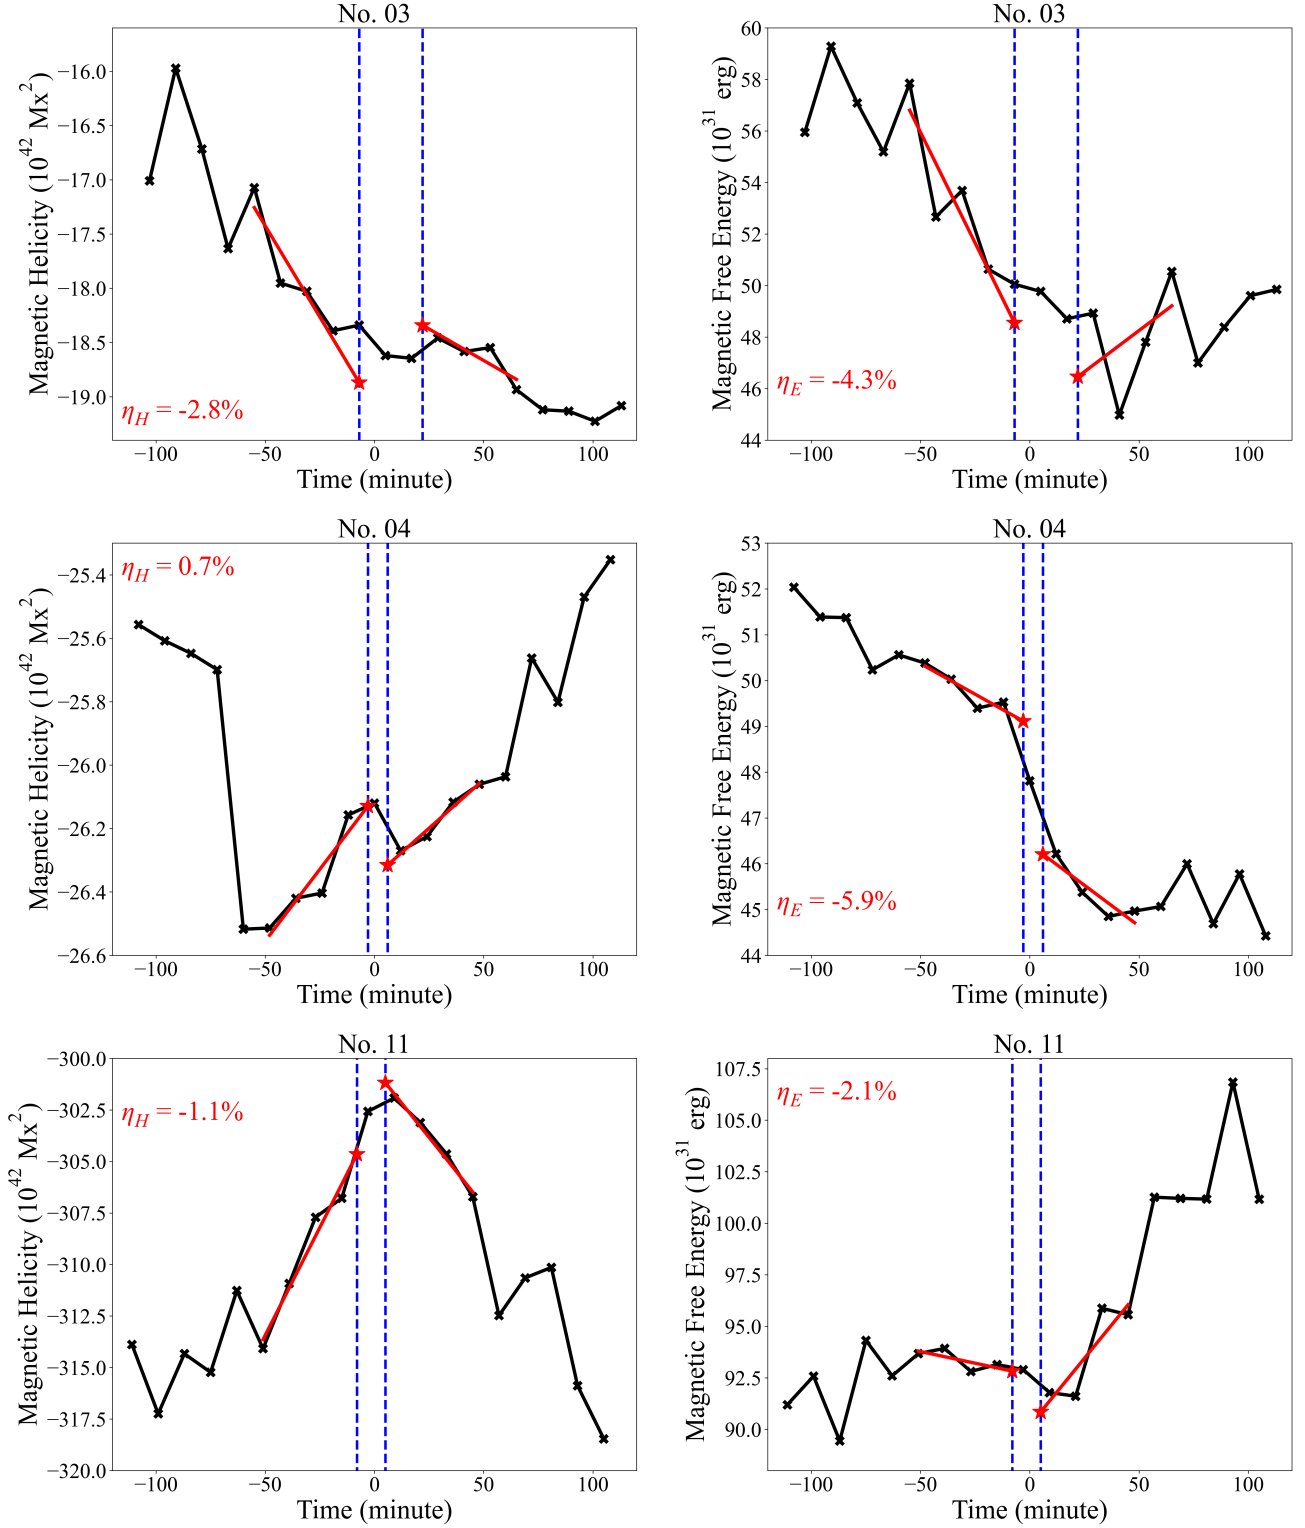 No. 03
Magnetic Helicity (10^42 Mx^2)
−16.0
−16.5
−17.0
−17.5
−18.0
−18.5
−19.0
η_H = -2.8%
−100 −50 0 50 100
Time (minute)
No. 03
Magnetic Free Energy (10^31 erg)
60
58
56
54
52
50
48
46
44
η_E = -4.3%
−100 −50 0 50 100
Time (minute)
No. 04
Magnetic Helicity (10^42 Mx^2)
η_H = 0.7%
−25.4
−25.6
−25.8
−26.0
−26.2
−26.4
−26.6
−100 −50 0 50 100
Time (minute)
No. 04
Magnetic Free Energy (10^31 erg)
53
52
51
50
49
48
47
46
45
44
η_E = -5.9%
−100 −50 0 50 100
Time (minute)
No. 11
Magnetic Helicity (10^42 Mx^2)
−300.0
−302.5
−305.0
−307.5
−310.0
−312.5
−315.0
−317.5
−320.0
η_H = -1.1%
−100 −50 0 50 100
Time (minute)
No. 11
Magnetic Free Energy (10^31 erg)
107.5
105.0
102.5
100.0
97.5
95.0
92.5
90.0
η_E = -2.1%
−100 −50 0 50 100
Time (minute)